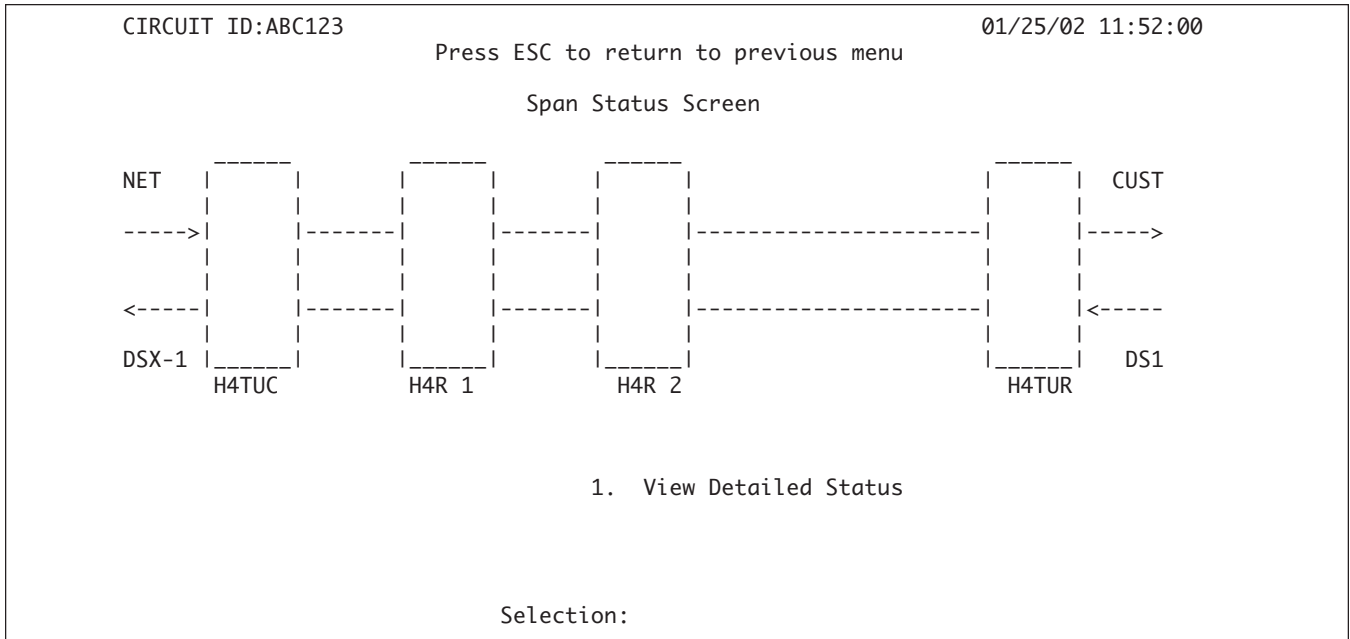 CIRCUIT ID:ABC123 01/25/02 11:52:00
Press ESC to return to previous menu
Span Status Screen
NET CUST
DSX-1 DS1
H4TUC H4R 1 H4R 2 H4TUR
1. View Detailed Status
Selection: